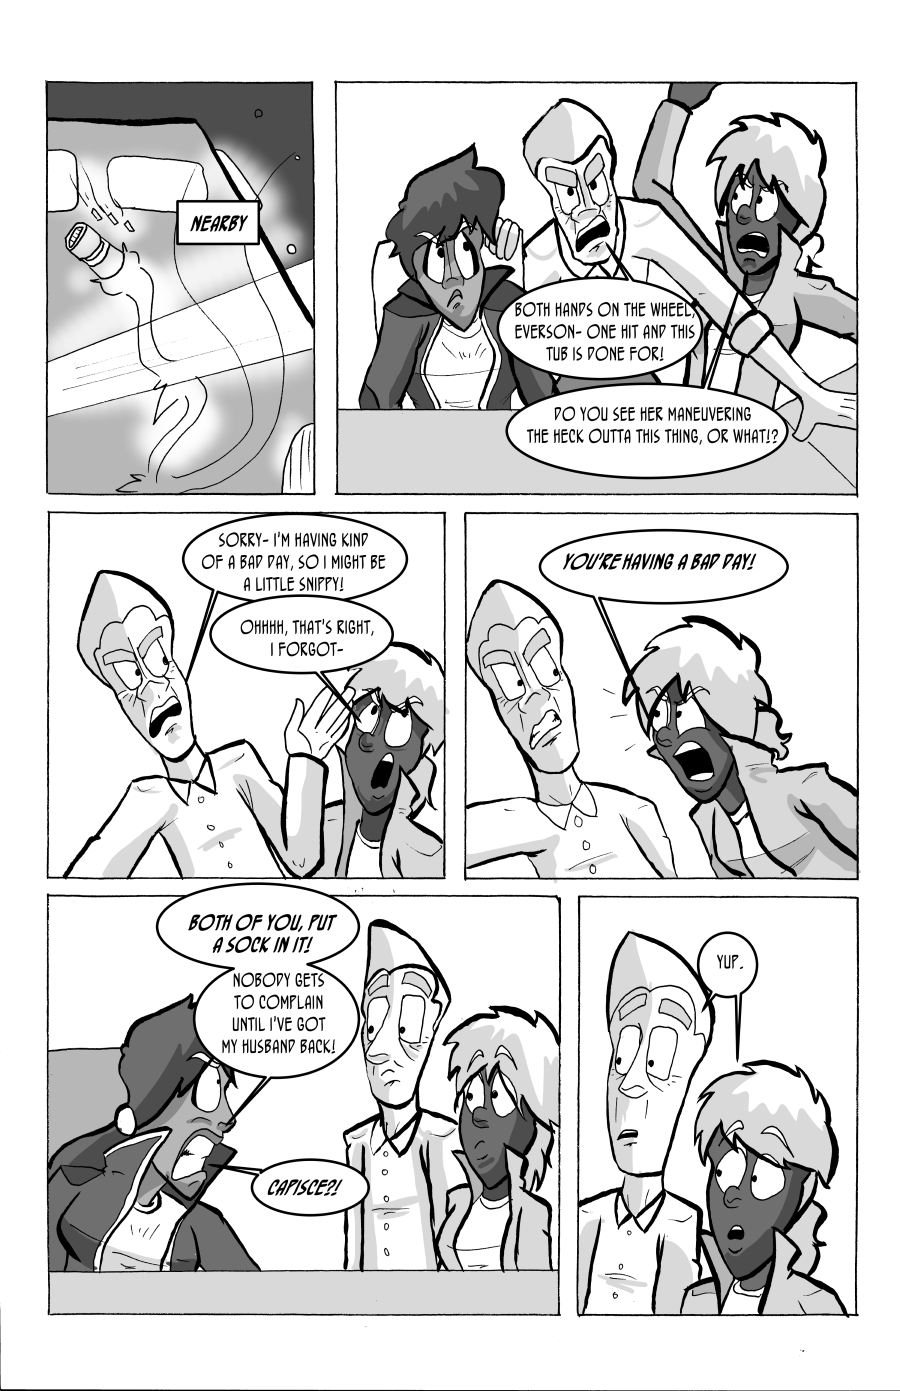 NEARBY
BOTH HANDS ON THE WHEEL,
EVERSON- ONE HIT AND THIS
TUB IS DONE FOR!
DO YOU SEE HER MANEUVERING
THE HECK OUTTA THIS THING, OR WHAT!?
SORRY- I'M HAVING KIND
OF A BAD DAY, SO I MIGHT BE
A LITTLE SNIPPY!
OHHHH, THAT'S RIGHT,
I FORGOT-
YOU'RE HAVING A BAD DAY!
BOTH OF YOU, PUT
A SOCK IN IT!
NOBODY GETS
TO COMPLAIN
UNTIL I'VE GOT
MY HUSBAND BACK!
CAPISCE?!
YUP.